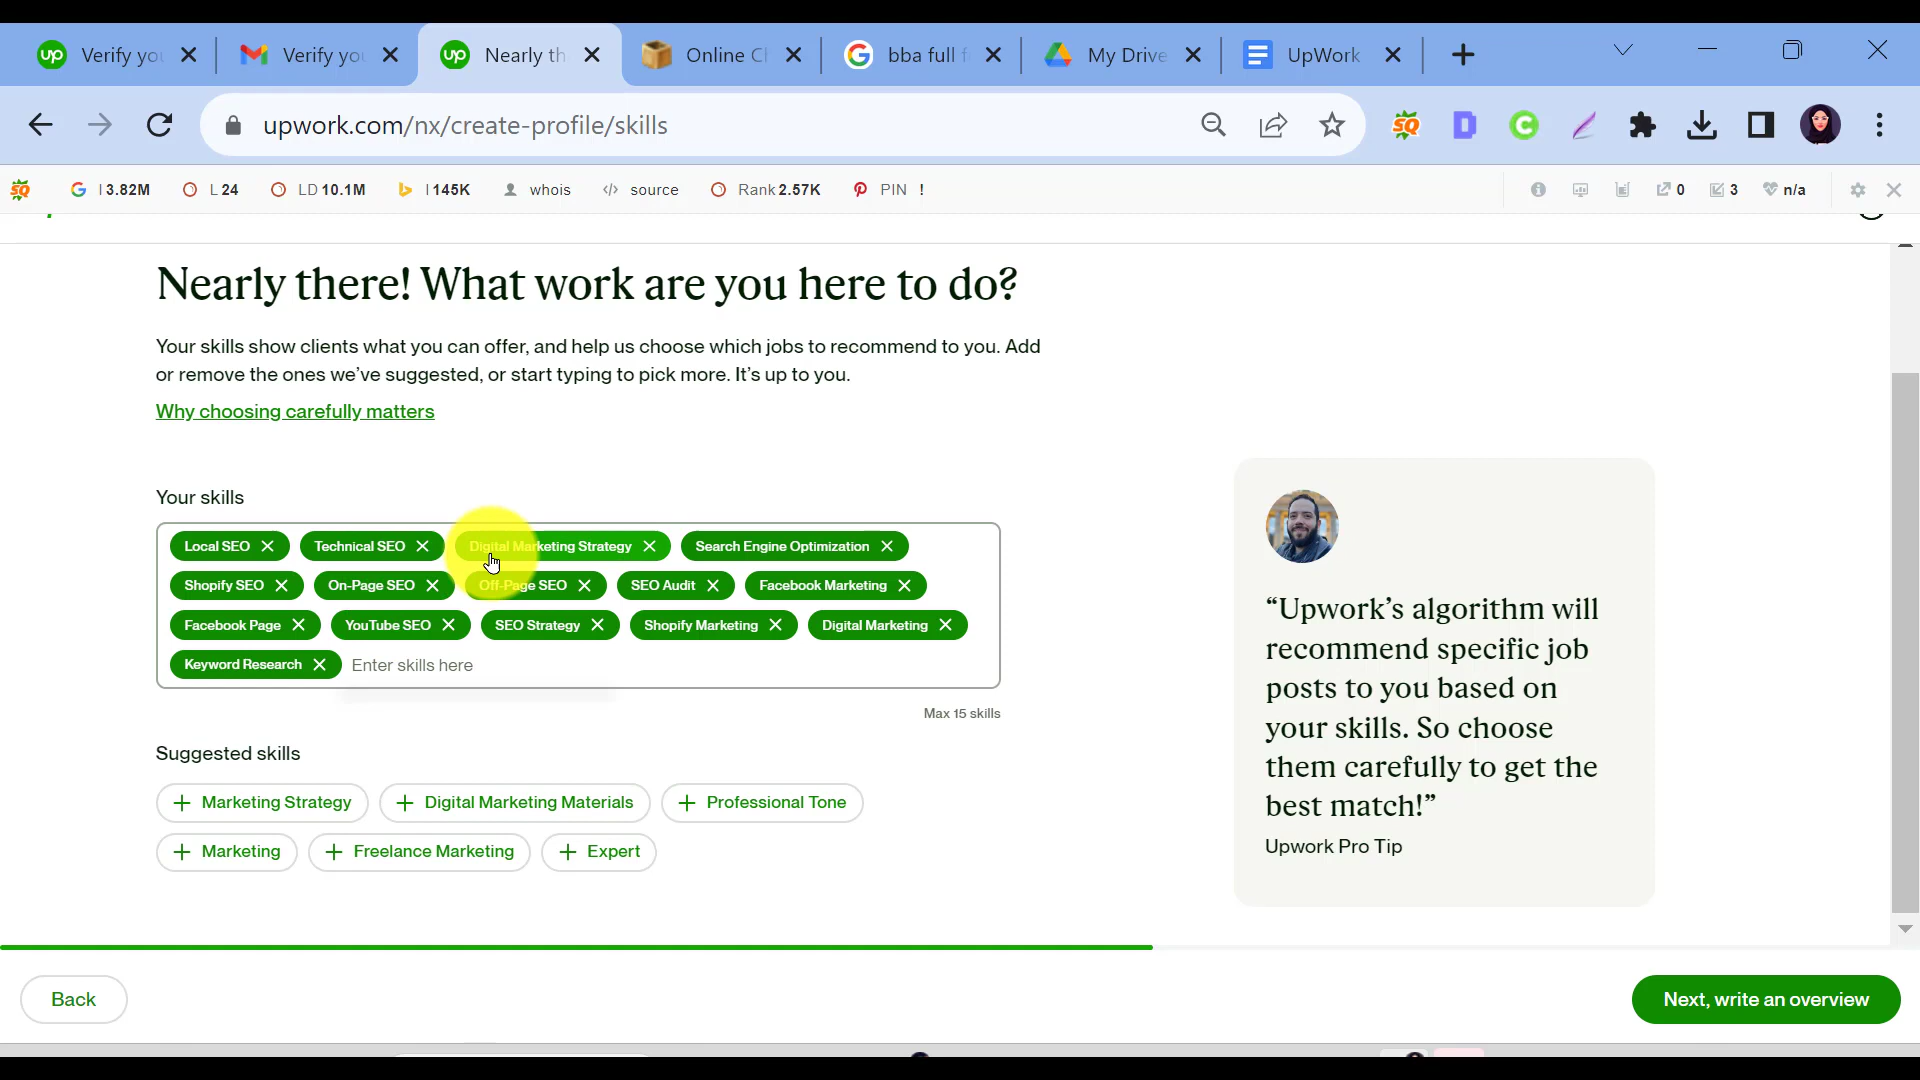 Verify you
Verify you
Nearly th
Online C
bba full f
My Drive
UpWork
upwork.com/nx/create-profile/skills
SQ
D
C
SQ
I 3.82M
L 24
LD 10.1M
I 145K
whois
source
Rank 2.57K
PIN !
0
3
n/a
Nearly there! What work are you here to do?
Your skills show clients what you can offer, and help us choose which jobs to recommend to you. Add
or remove the ones we've suggested, or start typing to pick more. It's up to you.
Why choosing carefully matters
Your skills
Local SEO
Technical SEO
Digital Marketing Strategy
Search Engine Optimization
Shopify SEO
On-Page SEO
Off-Page SEO
SEO Audit
Facebook Marketing
Facebook Page
YouTube SEO
SEO Strategy
Shopify Marketing
Digital Marketing
Keyword Research
Enter skills here
Max 15 skills
Suggested skills
+ Marketing Strategy
+ Digital Marketing Materials
+ Professional Tone
+ Marketing
+ Freelance Marketing
+ Expert
"Upwork's algorithm will
recommend specific job
posts to you based on
your skills. So choose
them carefully to get the
best match!"
Upwork Pro Tip
Back
Next, write an overview